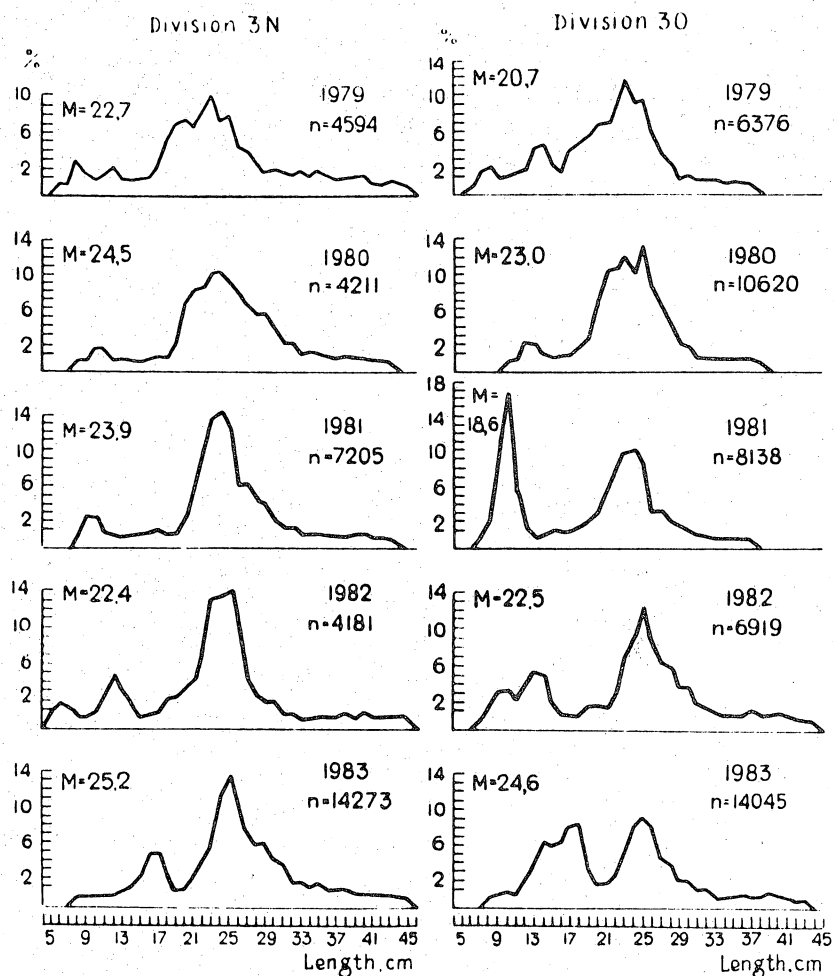 Division 3N
%
10
6
2
M=22,7
1979
n=4594
14
10
6
2
M=24,5
1980
n=4211
14
10
6
2
M=23,9
1981
n=7205
14
10
6
2
M=22,4
1982
n=4181
14
10
6
2
M=25,2
1983
n=14273
5 9 13 17 21 25 29 33 37 41 45
Length,cm
Division 3O
%
14
10
6
2
M=20,7
1979
n=6376
14
10
6
2
M=23,0
1980
n=10620
18
14
10
6
2
M=
18,6
1981
n=8138
14
10
6
2
M=22,5
1982
n=6919
14
10
6
2
M=24,6
1983
n=14045
5 9 13 17 21 25 29 33 37 41 45
Length,cm